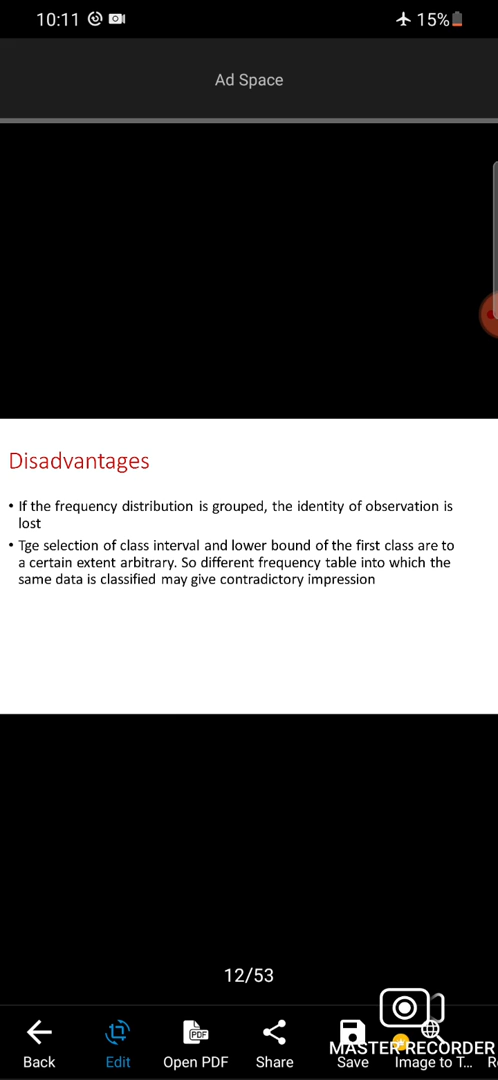 10:11
15%
Ad Space
Disadvantages
• If the frequency distribution is grouped, the identity of observation is
lost
• Tge selection of class interval and lower bound of the first class are to
a certain extent arbitrary. So different frequency table into which the
same data is classified may give contradictory impression
12/53
PDF
Back Edit Open PDF Share Save Image to T... R
MASTER RECORDER